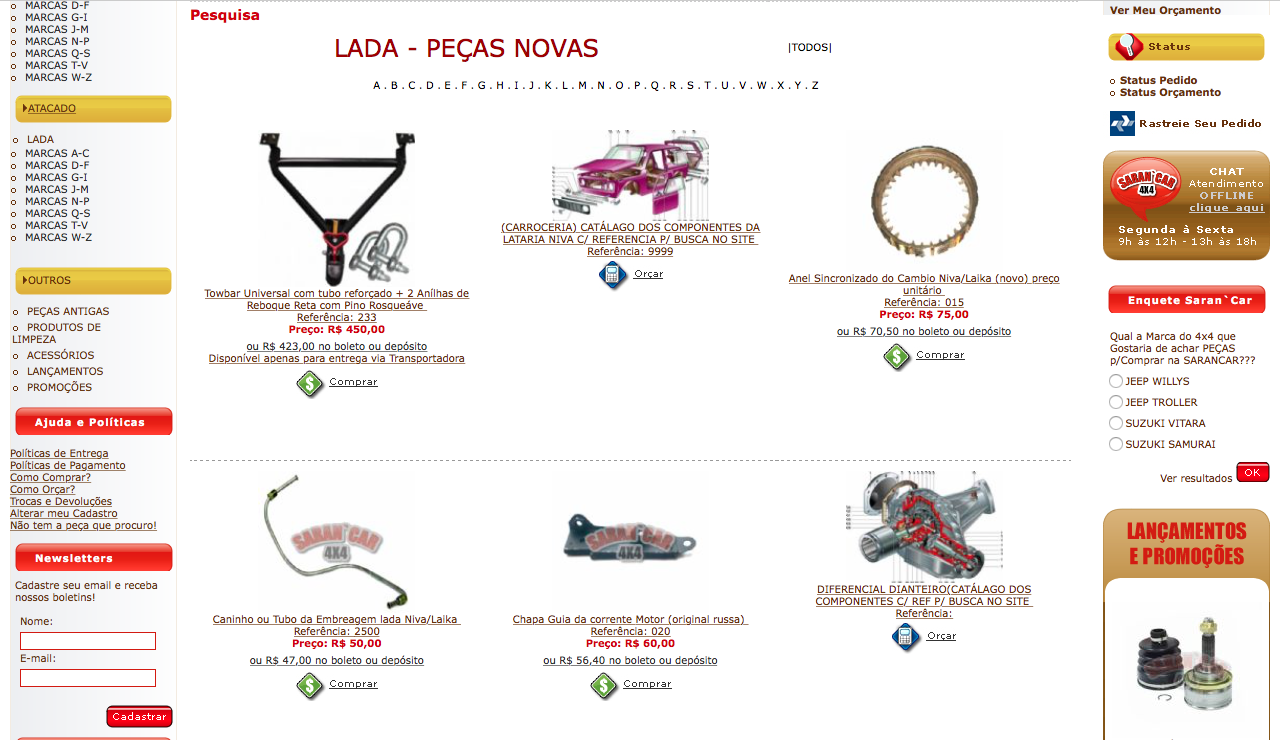 MARCAS D-F
MARCAS G-I
MARCAS J-M
MARCAS N-P
MARCAS Q-S
MARCAS T-V
MARCAS W-Z
ATACADO
LADA
MARCAS A-C
MARCAS D-F
MARCAS G-I
MARCAS J-M
MARCAS N-P
MARCAS Q-S
MARCAS T-V
MARCAS W-Z
OUTROS
PEÇAS ANTIGAS
PRODUTOS DE
LIMPEZA
ACESSÓRIOS
LANÇAMENTOS
PROMOÇÕES
Ajuda e Políticas
Políticas de Entrega
Políticas de Pagamento
Como Comprar?
Como Orçar?
Trocas e Devoluções
Alterar meu Cadastro
Não tem a peça que procuro!
Newsletters
Cadastre seu email e receba
nossos boletins!
Nome:
E-mail:
Cadastrar
Pesquisa
LADA - PEÇAS NOVAS
|TODOS|
A . B . C . D . E . F . G . H . I . J . K . L . M . N . O . P . Q . R . S . T . U . V . W . X . Y . Z
Towbar Universal com tubo reforçado + 2 Anílhas de
Reboque Reta com Pino Rosqueáve
Referência: 233
Preço: R$ 450,00
ou R$ 423,00 no boleto ou depósito
Disponível apenas para entrega via Transportadora
Comprar
(CARROCERIA) CATÁLAGO DOS COMPONENTES DA
LATARIA NIVA C/ REFERENCIA P/ BUSCA NO SITE
Referência: 9999
Orçar
Anel Sincronizado do Cambio Niva/Laika (novo) preço
unitário
Referência: 015
Preço: R$ 75,00
ou R$ 70,50 no boleto ou depósito
Comprar
SARAN`CAR
4X4
Caninho ou Tubo da Embreagem lada Niva/Laika
Referência: 2500
Preço: R$ 50,00
ou R$ 47,00 no boleto ou depósito
Comprar
SARAN`CAR
4X4
Chapa Guia da corrente Motor (original russa)
Referência: 020
Preço: R$ 60,00
ou R$ 56,40 no boleto ou depósito
Comprar
DIFERENCIAL DIANTEIRO(CATÁLAGO DOS
COMPONENTES C/ REF P/ BUSCA NO SITE
Referência:
Orçar
Ver Meu Orçamento
Status
Status Pedido
Status Orçamento
Rastreie Seu Pedido
SARAN`CAR
4X4
CHAT
Atendimento
OFFLINE
clique aqui
Segunda à Sexta
9h às 12h - 13h às 18h
Enquete Saran`Car
Qual a Marca do 4x4 que
Gostaria de achar PEÇAS
p/Comprar na SARANCAR???
JEEP WILLYS
JEEP TROLLER
SUZUKI VITARA
SUZUKI SAMURAI
Ver resultados
OK
LANÇAMENTOS
E PROMOÇÕES